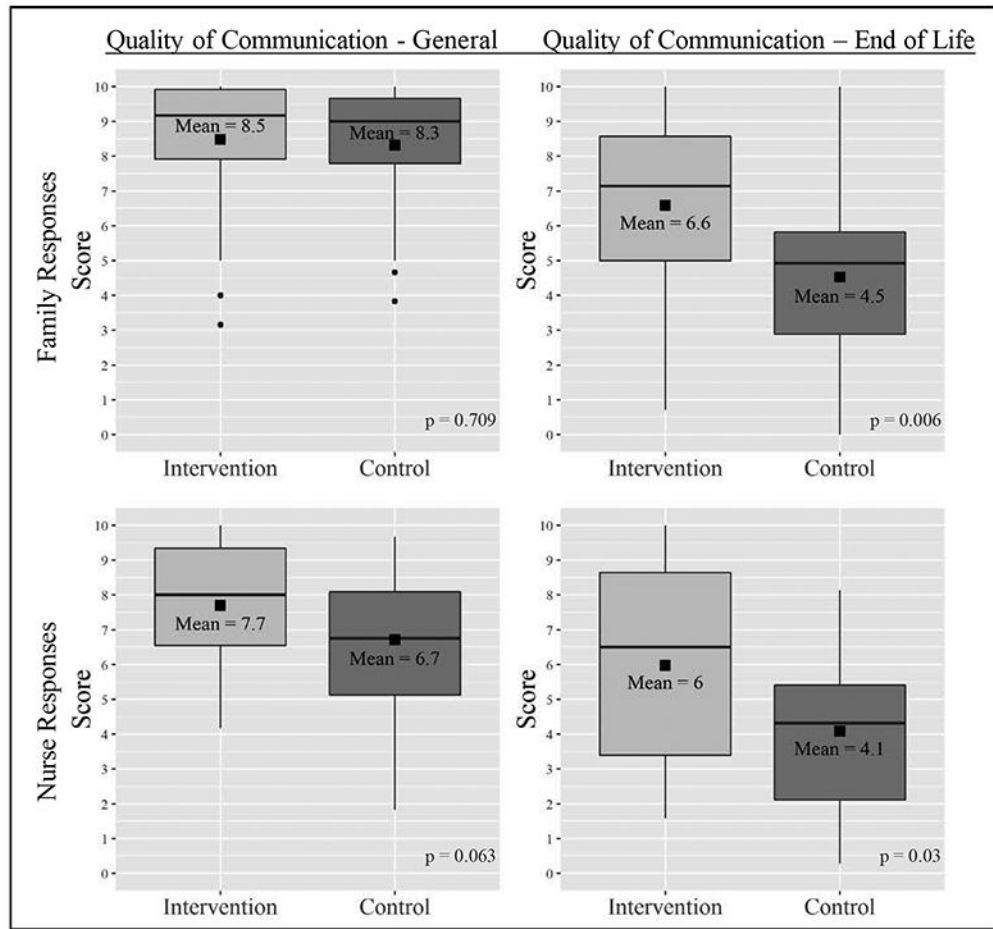 Quality of Communication - General
Quality of Communication – End of Life
Family Responses
Score
10
9
8
7
6
5
4
3
2
1
0
Mean = 8.5
Mean = 8.3
p = 0.709
Intervention
Control
Score
10
9
8
7
6
5
4
3
2
1
0
Mean = 6.6
Mean = 4.5
p = 0.006
Intervention
Control
Nurse Responses
Score
10
9
8
7
6
5
4
3
2
1
0
Mean = 7.7
Mean = 6.7
p = 0.063
Intervention
Control
Score
10
9
8
7
6
5
4
3
2
1
0
Mean = 6
Mean = 4.1
p = 0.03
Intervention
Control